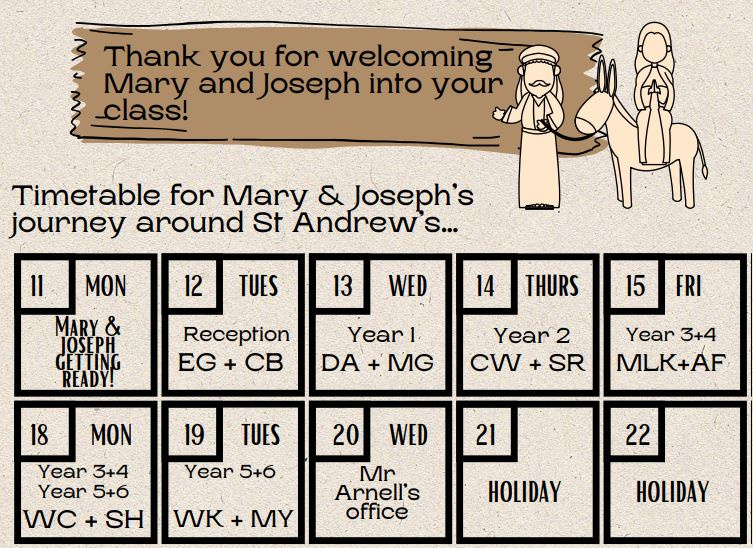 Thank you for welcoming
Mary and Joseph into your
class!
Timetable for Mary & Joseph's
journey around St Andrew's...
11 MON
Mary &
Joseph
getting
ready!
12 TUES
Reception
EG + CB
13 WED
Year 1
DA + MG
14 THURS
Year 2
CW + SR
15 FRI
Year 3+4
MLK+AF
18 MON
Year 3+4
Year 5+6
WC + SH
19 TUES
Year 5+6
WK + MY
20 WED
Mr
Arnell's
office
21
HOLIDAY
22
HOLIDAY